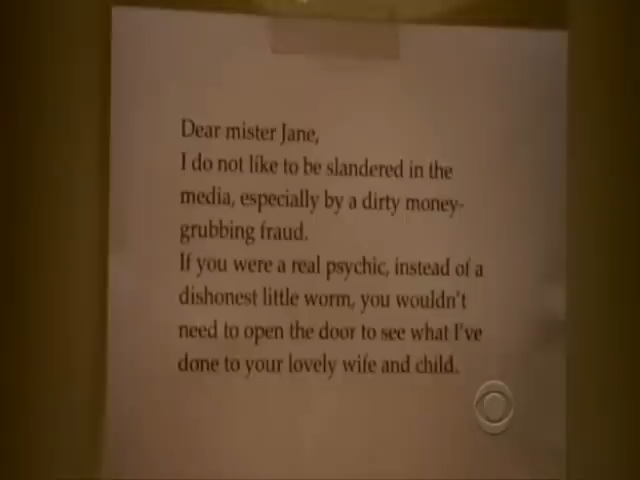 Dear mister Jane,
I do not like to be slandered in the
media, especially by a dirty money-
grubbing fraud.
If you were a real psychic, instead of a
dishonest little worm, you wouldn't
need to open the door to see what I've
done to your lovely wife and child.